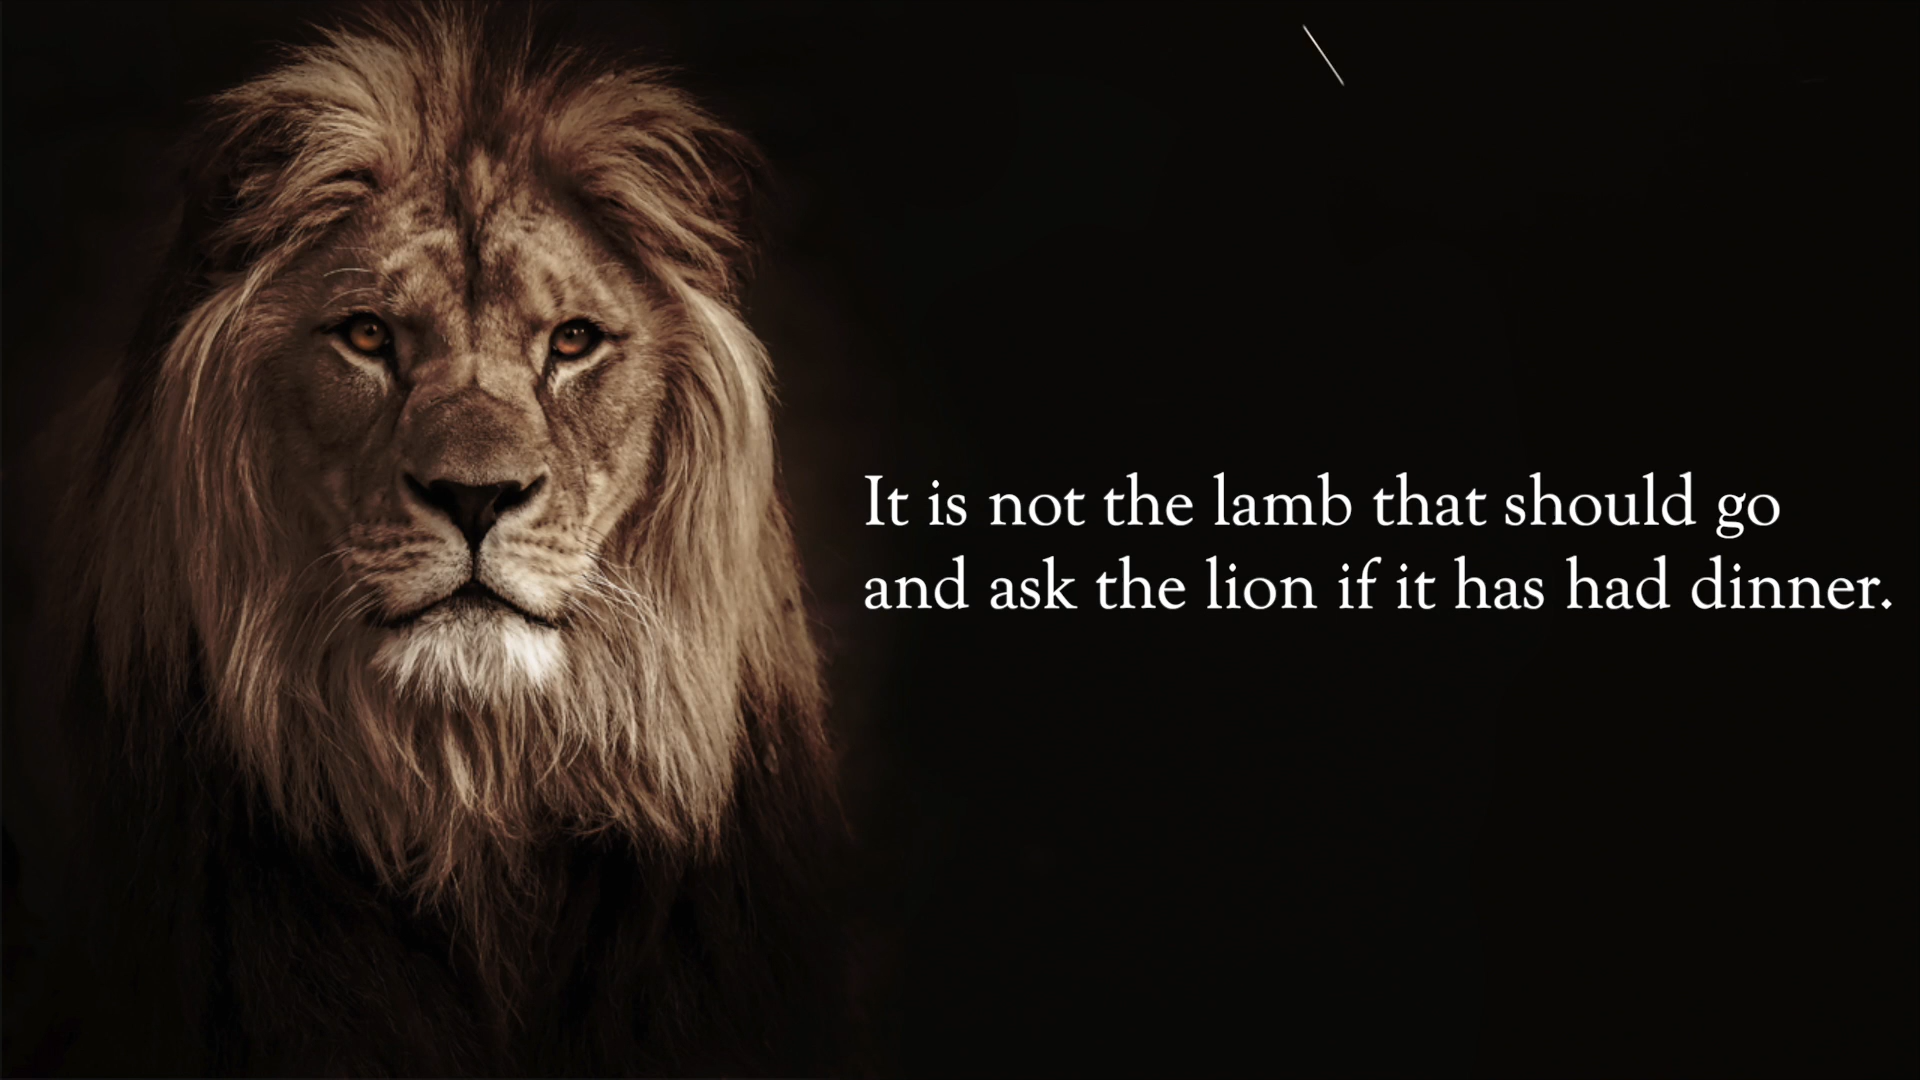 It is not the lamb that should go
and ask the lion if it has had dinner.